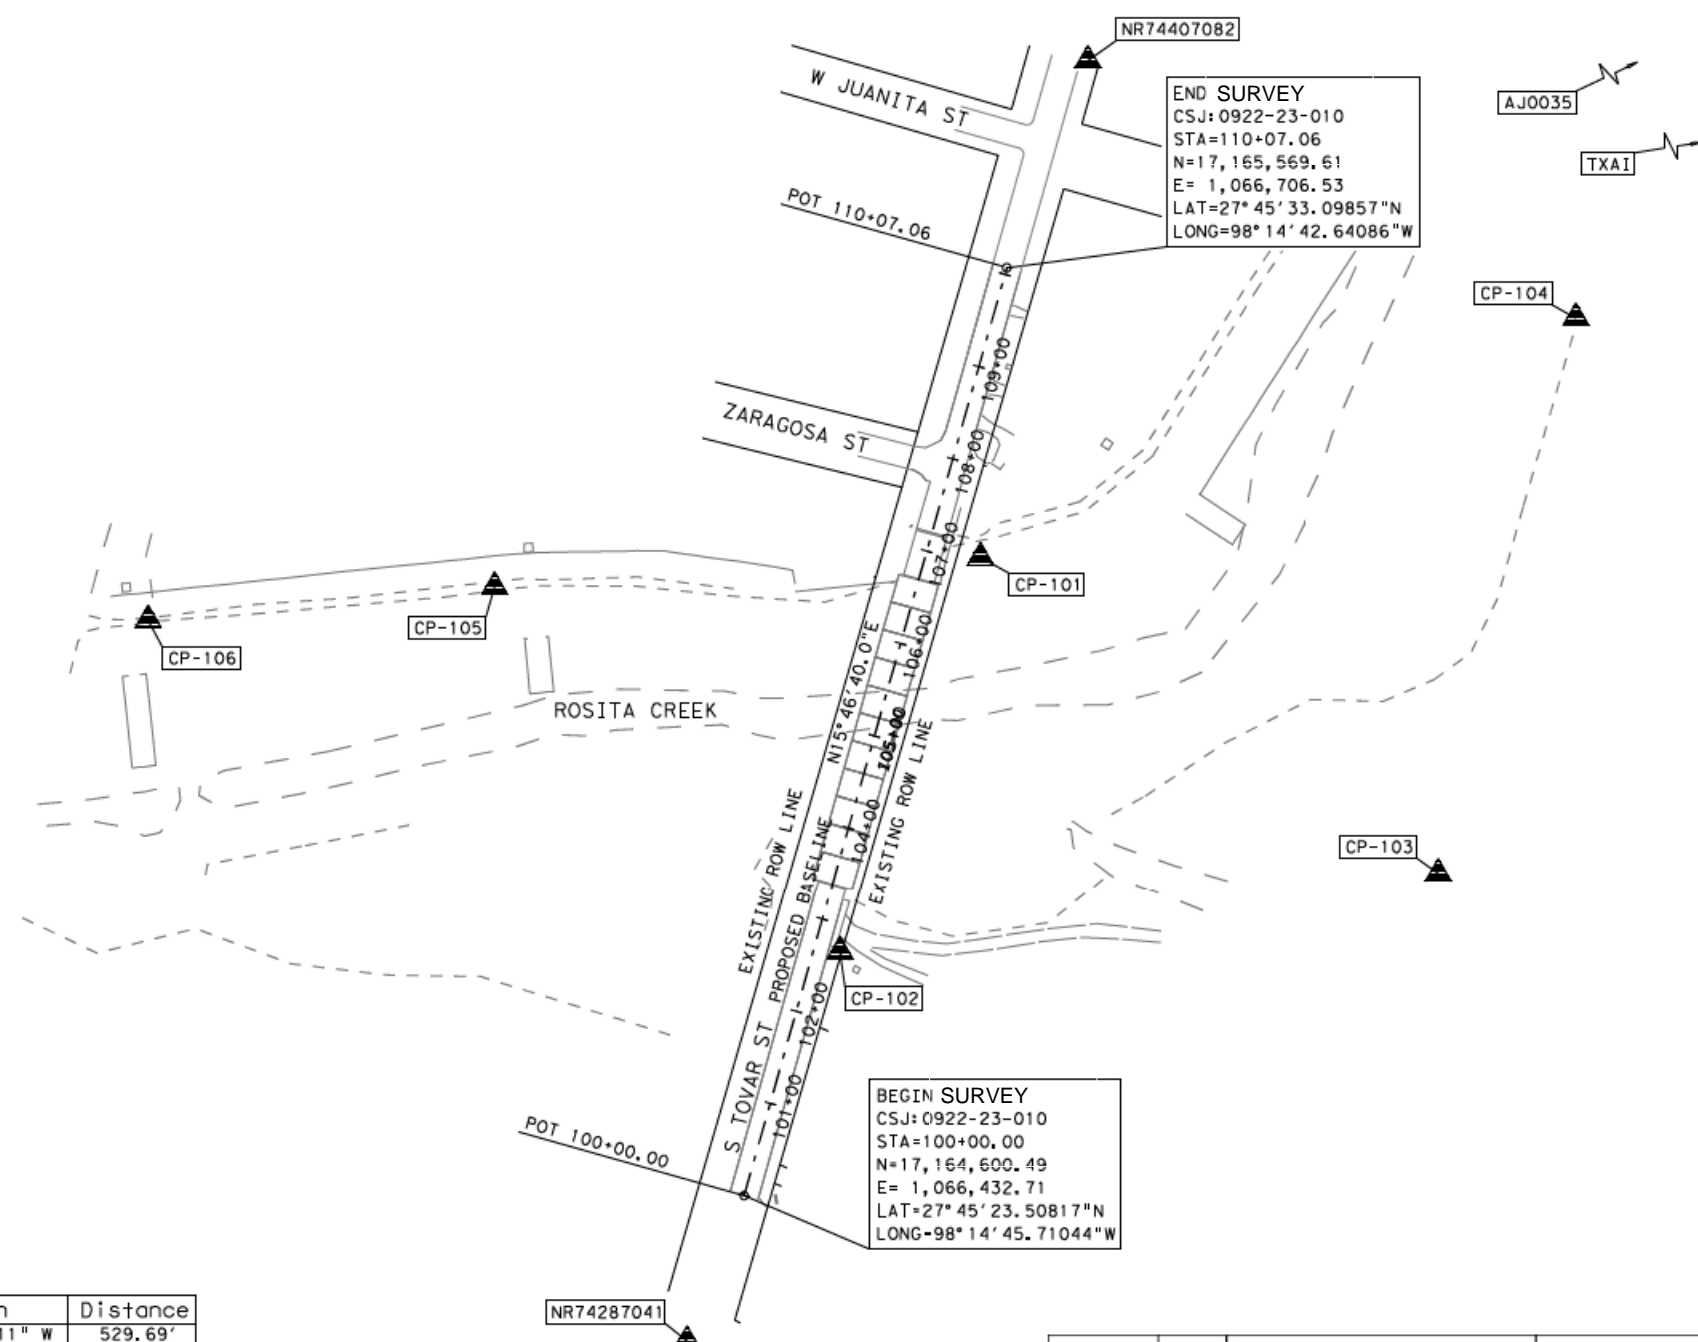 NR74407082
W JUANITA ST
END SURVEY
CSJ:0922-23-010
STA=110+07.06
N=17,165,569.61
E= 1,066,706.53
LAT=27°45'33.09857"N
LONG=98°14'42.64086"W
AJ0035
TXAI
POT 110+07.06
CP-104
109+00
ZARAGOSA ST
108+00
107+00
CP-101
CP-105
CP-106
106+00
N15°46'40.0"E
ROSITA CREEK
105+00
EXISTING ROW LINE
104+00
EXISTING ROW LINE
PROPOSED BASELINE
CP-103
CP-102
102+00
S TOVAR ST
101+00
POT 100+00.00
BEGIN SURVEY
CSJ:0922-23-010
STA=100+00.00
N=17,164,600.49
E= 1,066,432.71
LAT=27°45'23.50817"N
LONG=98°14'45.71044"W
NR74287041
n Distance
11" W 529.69'